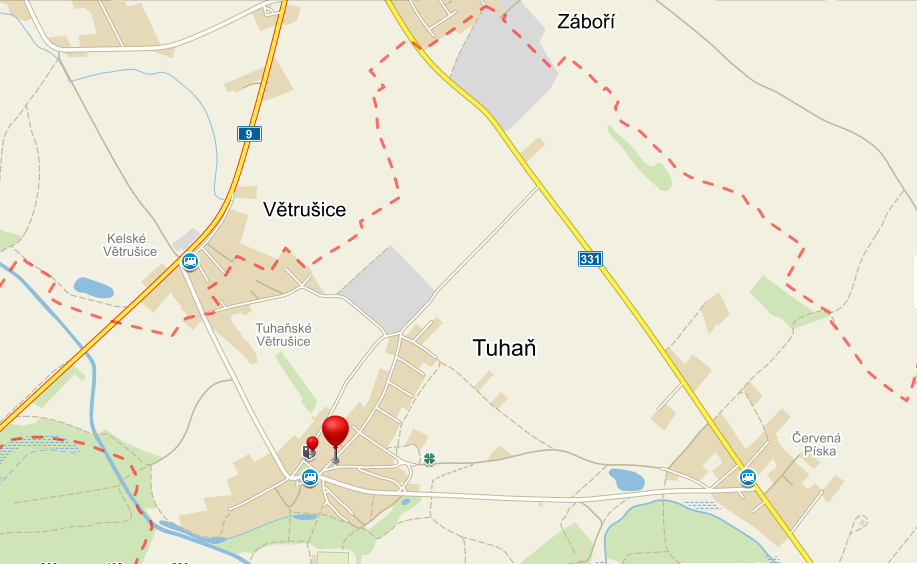 Záboří
9
Větrušice
Kelské
Větrušice
331
Tuhaňské
Větrušice
Tuhaň
Červená
Píska